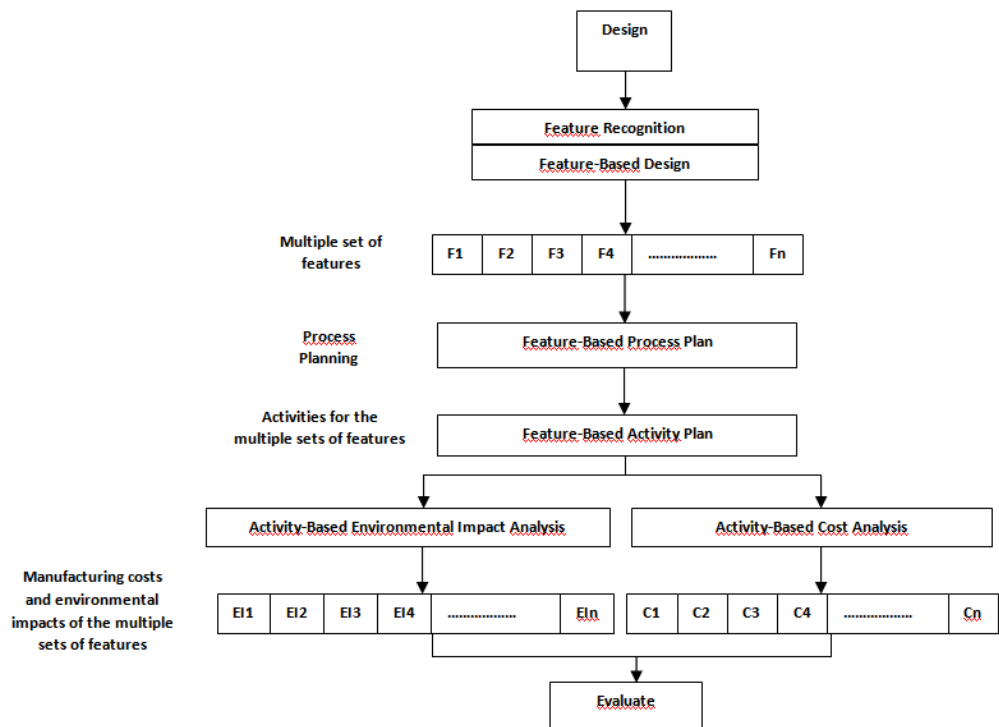 Design
Feature Recognition
Feature-Based Design
Multiple set of
features
F1 F2 F3 F4 .................. Fn
Process
Planning
Feature-Based Process Plan
Activities for the
multiple sets of features
Feature-Based Activity Plan
Activity-Based Environmental Impact Analysis
Activity-Based Cost Analysis
Manufacturing costs
and environmental
impacts of the multiple
sets of features
EI1 EI2 EI3 EI4 .................. EIn
C1 C2 C3 C4 .................. Cn
Evaluate